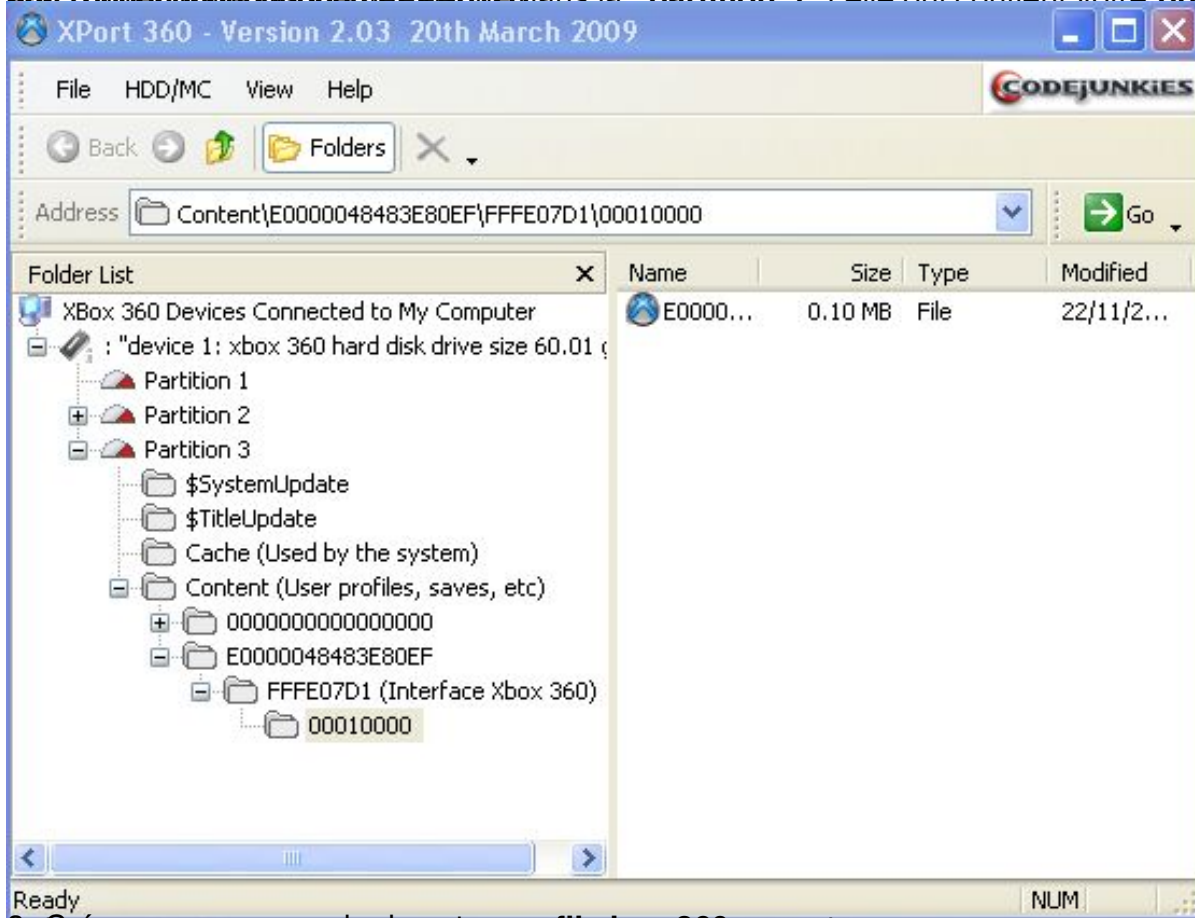 XPort 360 - Version 2.03 20th March 2009
File HDD/MC View Help
CODEJUNKIES
Back Folders
Address Content\E0000048483E80EF\FFFE07D1\00010000 Go
Folder List Name Size Type Modified
XBox 360 Devices Connected to My Computer
E0000... 0.10 MB File 22/11/2...
: "device 1: xbox 360 hard disk drive size 60.01 g
Partition 1
Partition 2
Partition 3
$SystemUpdate
$TitleUpdate
Cache (Used by the system)
Content (User profiles, saves, etc)
0000000000000000
E0000048483E80EF
FFFE07D1 (Interface Xbox 360)
00010000
Ready NUM